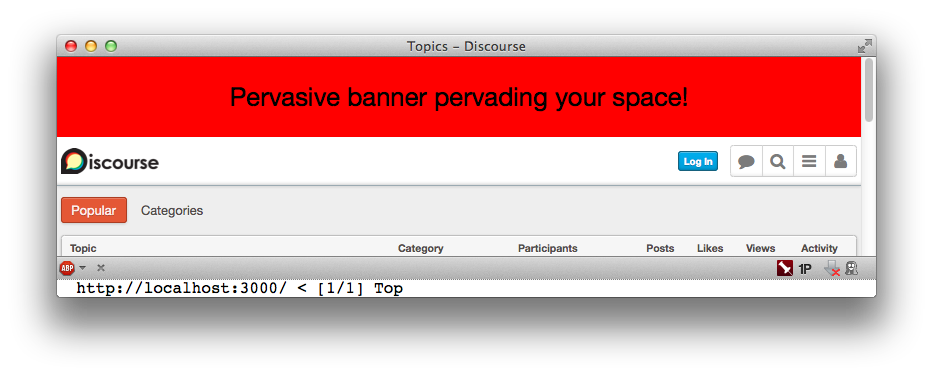 Topics – Discourse
Pervasive banner pervading your space!
Discourse
Log In
Popular Categories
Topic Category Participants Posts Likes Views Activity
ABP 1P
http://localhost:3000/ < [1/1] Top